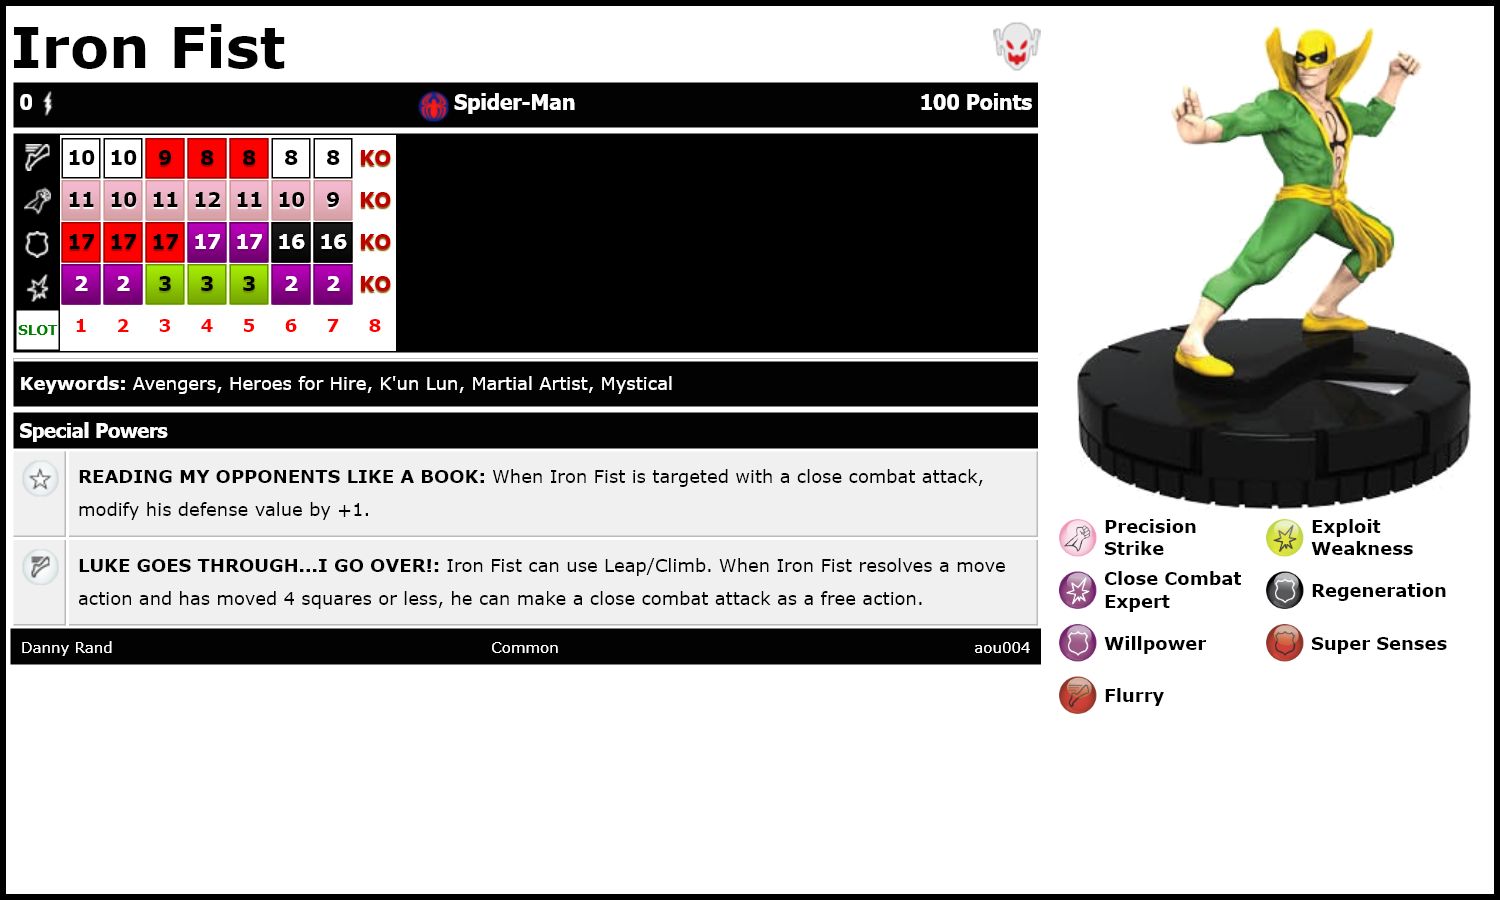 Iron Fist
0 Spider-Man 100 Points
10 10 9 8 8 8 8 KO
11 10 11 12 11 10 9 KO
17 17 17 17 17 16 16 KO
2 2 3 3 3 2 2 KO
SLOT 1 2 3 4 5 6 7 8
Keywords: Avengers, Heroes for Hire, K'un Lun, Martial Artist, Mystical
Special Powers
READING MY OPPONENTS LIKE A BOOK: When Iron Fist is targeted with a close combat attack,
modify his defense value by +1.
LUKE GOES THROUGH...I GO OVER!: Iron Fist can use Leap/Climb. When Iron Fist resolves a move
action and has moved 4 squares or less, he can make a close combat attack as a free action.
Danny Rand Common aou004
Precision
Strike
Exploit
Weakness
Close Combat
Expert
Regeneration
Willpower
Super Senses
Flurry